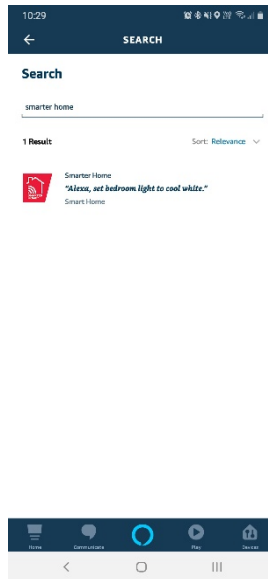 10:29
SEARCH
Search
smarter home
1 Result
Sort: Relevance
Smarter Home
"Alexa, set bedroom light to cool white."
Smart Home
Home
Communicate
Play
Devices